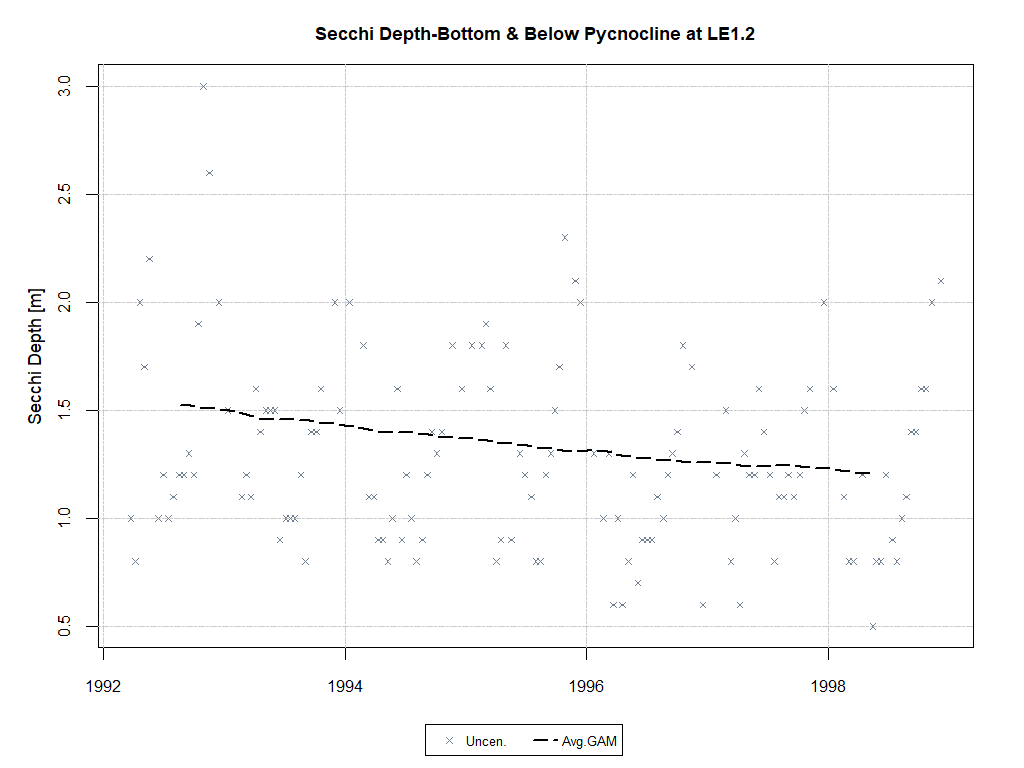 Secchi Depth-Bottom & Below Pycnocline at LE1.2
Secchi Depth [m]
3.0
2.5
2.0
1.5
1.0
0.5
1992 1994 1996 1998
Uncen. Avg.GAM